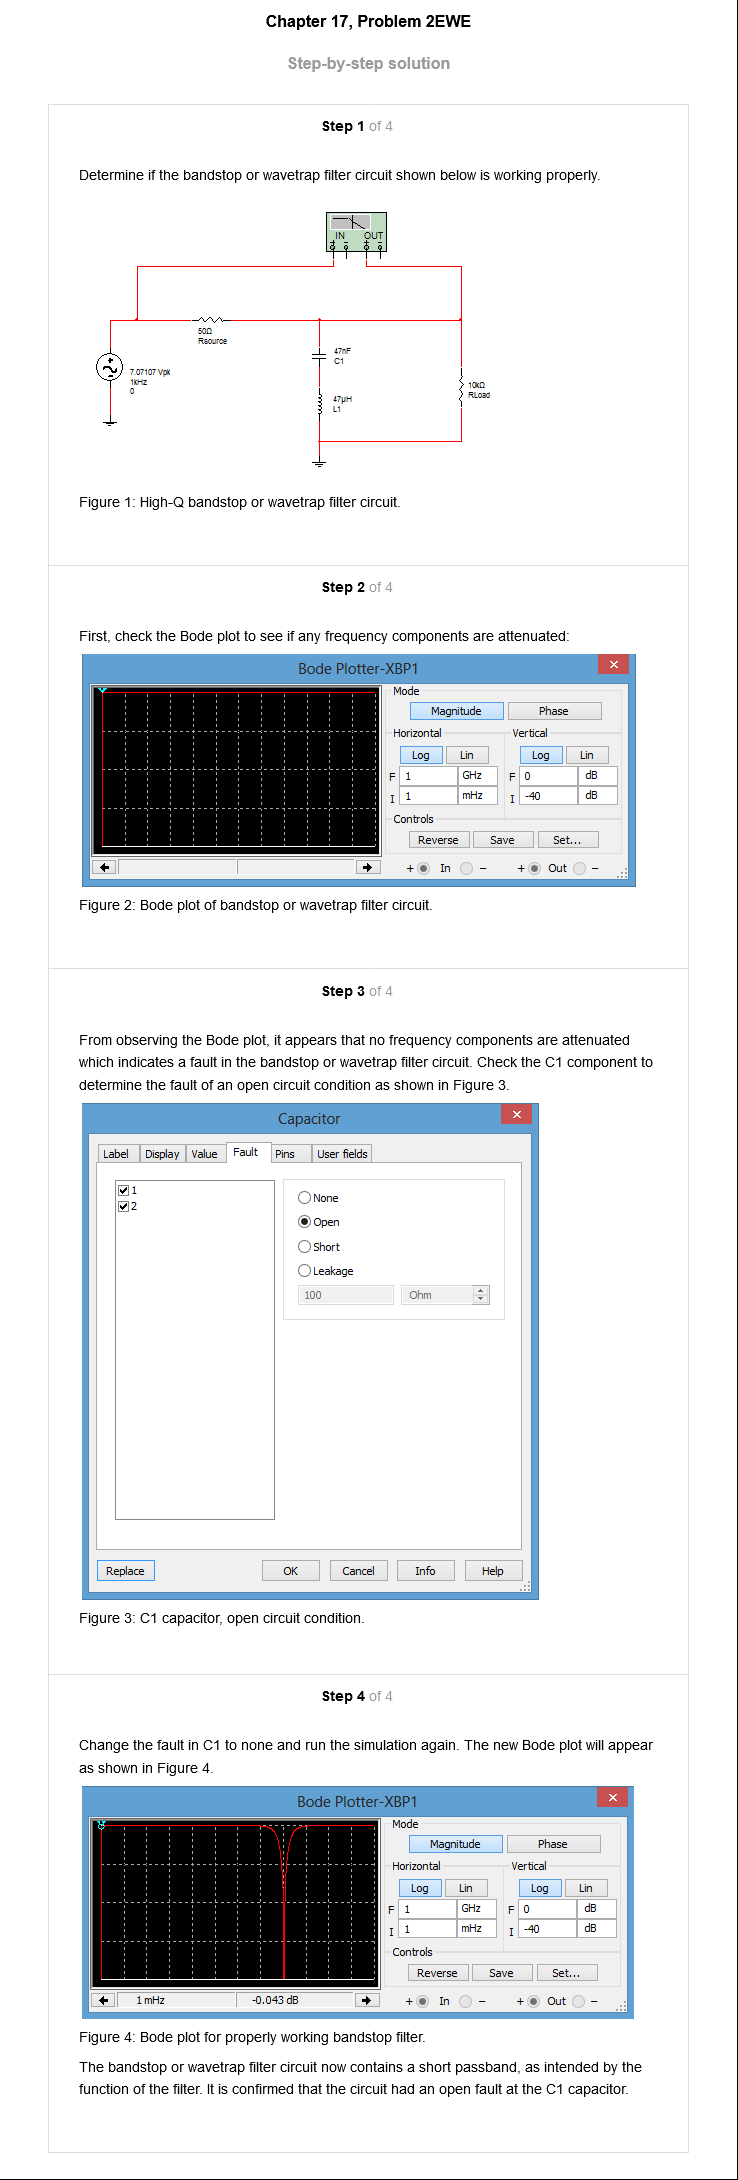 Chapter 17, Problem 2EWE
Step-by-step solution
Step 1 of 4
Determine if the bandstop or wavetrap filter circuit shown below is working properly.
IN OUT
50Ω
Rsource
47nF
C1
7.07107 Vpk
1kHz
0
10kΩ
RLoad
47µH
L1
Figure 1: High-Q bandstop or wavetrap filter circuit.
Step 2 of 4
First, check the Bode plot to see if any frequency components are attenuated:
Bode Plotter-XBP1
Mode
Magnitude Phase
Horizontal Vertical
Log Lin Log Lin
F 1 GHz F 0 dB
I 1 mHz I -40 dB
Controls
Reverse Save Set...
+ In − + Out −
Figure 2: Bode plot of bandstop or wavetrap filter circuit.
Step 3 of 4
From observing the Bode plot, it appears that no frequency components are attenuated
which indicates a fault in the bandstop or wavetrap filter circuit. Check the C1 component to
determine the fault of an open circuit condition as shown in Figure 3.
Capacitor
Label Display Value Fault Pins User fields
1
2
None
Open
Short
Leakage
100 Ohm
Replace OK Cancel Info Help
Figure 3: C1 capacitor, open circuit condition.
Step 4 of 4
Change the fault in C1 to none and run the simulation again. The new Bode plot will appear
as shown in Figure 4.
Bode Plotter-XBP1
Mode
Magnitude Phase
Horizontal Vertical
Log Lin Log Lin
F 1 GHz F 0 dB
I 1 mHz I -40 dB
Controls
Reverse Save Set...
1 mHz -0.043 dB + In − + Out −
Figure 4: Bode plot for properly working bandstop filter.
The bandstop or wavetrap filter circuit now contains a short passband, as intended by the
function of the filter. It is confirmed that the circuit had an open fault at the C1 capacitor.